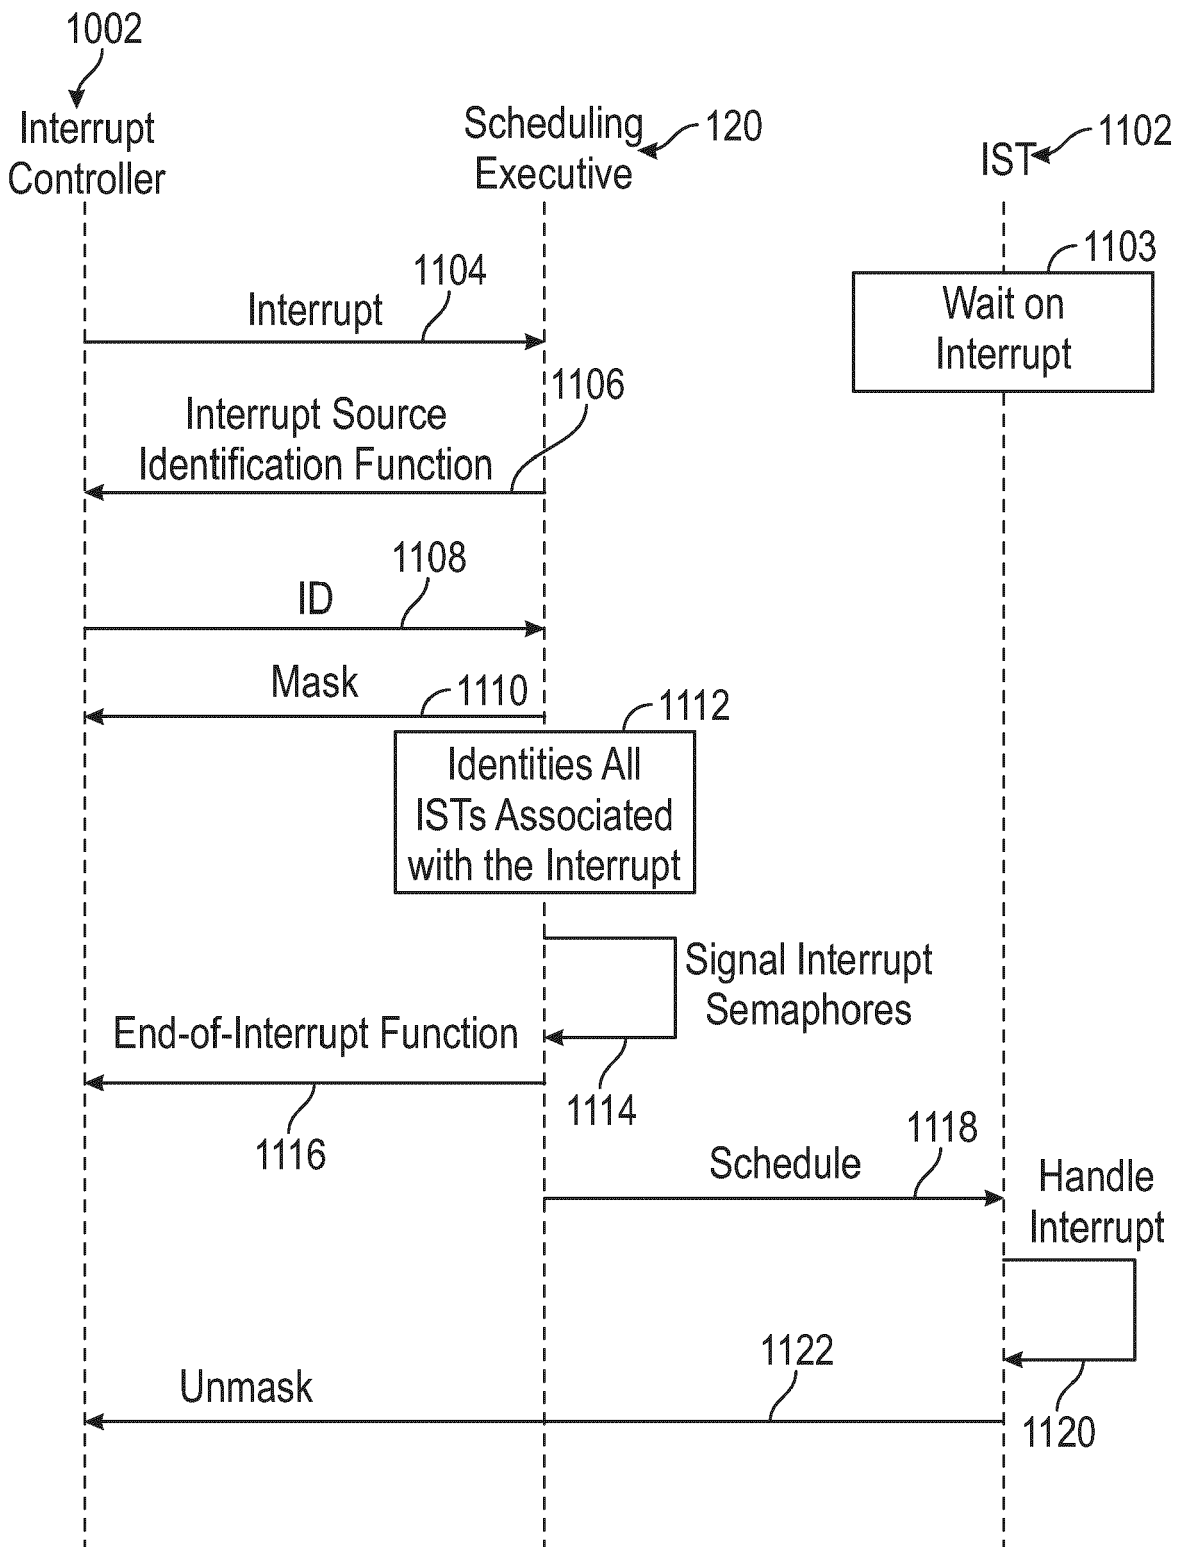 1002
Interrupt
Controller
Scheduling
Executive
120
IST
1102
1103
Wait on
Interrupt
1104
Interrupt
1106
Interrupt Source
Identification Function
1108
ID
Mask
1110
1112
Identities All
ISTs Associated
with the Interrupt
Signal Interrupt
Semaphores
End-of-Interrupt Function
1114
1116
1118
Schedule
Handle
Interrupt
1122
Unmask
1120